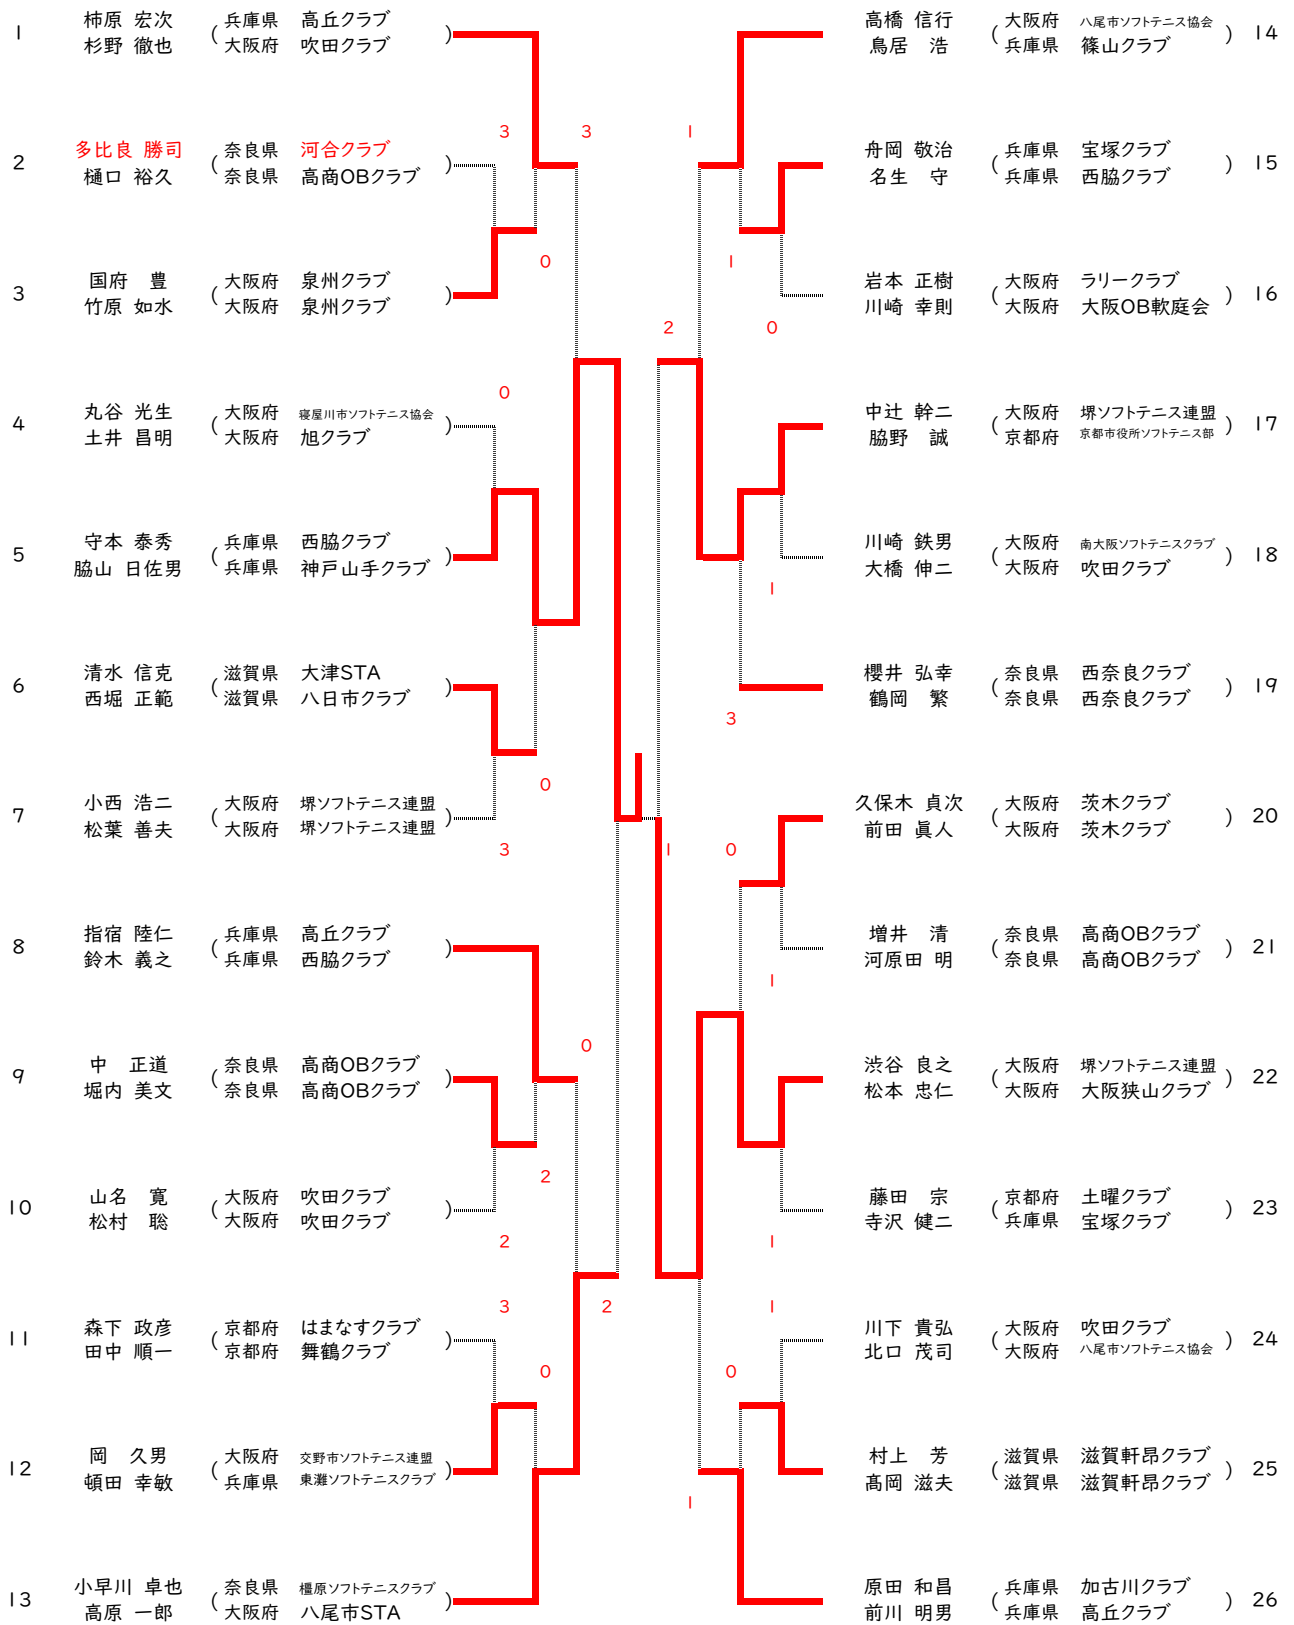 1 柿原 宏次 ( 兵庫県 高丘クラブ )
杉野 徹也 大阪府 吹田クラブ
2 多比良 勝司 ( 奈良県 河合クラブ )
樋口 裕久 奈良県 高商OBクラブ
3 国府 豊 ( 大阪府 泉州クラブ )
竹原 如水 大阪府 泉州クラブ
4 丸谷 光生 ( 大阪府 寝屋川市ソフトテニス協会 )
土井 昌明 大阪府 旭クラブ
5 守本 泰秀 ( 兵庫県 西脇クラブ )
脇山 日佐男 兵庫県 神戸山手クラブ
6 清水 信克 ( 滋賀県 大津STA )
西堀 正範 滋賀県 八日市クラブ
7 小西 浩二 ( 大阪府 堺ソフトテニス連盟 )
松葉 善夫 大阪府 堺ソフトテニス連盟
8 指宿 陸仁 ( 兵庫県 高丘クラブ )
鈴木 義之 兵庫県 西脇クラブ
9 中 正道 ( 奈良県 高商OBクラブ )
堀内 美文 奈良県 高商OBクラブ
10 山名 寛 ( 大阪府 吹田クラブ )
松村 聡 大阪府 吹田クラブ
11 森下 政彦 ( 京都府 はまなすクラブ )
田中 順一 京都府 舞鶴クラブ
12 岡 久男 ( 大阪府 交野市ソフトテニス連盟 )
頓田 幸敏 兵庫県 東灘ソフトテニスクラブ
13 小早川 卓也 ( 奈良県 橿原ソフトテニスクラブ )
高原 一郎 大阪府 八尾市STA
3 3
0
0
0
3
0
2
2
3 2
0
1
1
2 0
1
3
1 0
1
1
1
0
1
高橋 信行 ( 大阪府 八尾市ソフトテニス協会 ) 14
鳥居 浩 兵庫県 篠山クラブ
舟岡 敬治 ( 兵庫県 宝塚クラブ ) 15
名生 守 兵庫県 西脇クラブ
岩本 正樹 ( 大阪府 ラリークラブ ) 16
川崎 幸則 大阪府 大阪OB軟庭会
中辻 幹二 ( 大阪府 堺ソフトテニス連盟 ) 17
脇野 誠 京都府 京都市役所ソフトテニス部
川崎 鉄男 ( 大阪府 南大阪ソフトテニスクラブ ) 18
大橋 伸二 大阪府 吹田クラブ
櫻井 弘幸 ( 奈良県 西奈良クラブ ) 19
鶴岡 繁 奈良県 西奈良クラブ
久保木 貞次 ( 大阪府 茨木クラブ ) 20
前田 眞人 大阪府 茨木クラブ
増井 清 ( 奈良県 高商OBクラブ ) 21
河原田 明 奈良県 高商OBクラブ
渋谷 良之 ( 大阪府 堺ソフトテニス連盟 ) 22
松本 忠仁 大阪府 大阪狭山クラブ
藤田 宗 ( 京都府 土曜クラブ ) 23
寺沢 健二 兵庫県 宝塚クラブ
川下 貴弘 ( 大阪府 吹田クラブ ) 24
北口 茂司 大阪府 八尾市ソフトテニス協会
村上 芳 ( 滋賀県 滋賀軒昂クラブ ) 25
髙岡 滋夫 滋賀県 滋賀軒昂クラブ
原田 和昌 ( 兵庫県 加古川クラブ ) 26
前川 明男 兵庫県 高丘クラブ